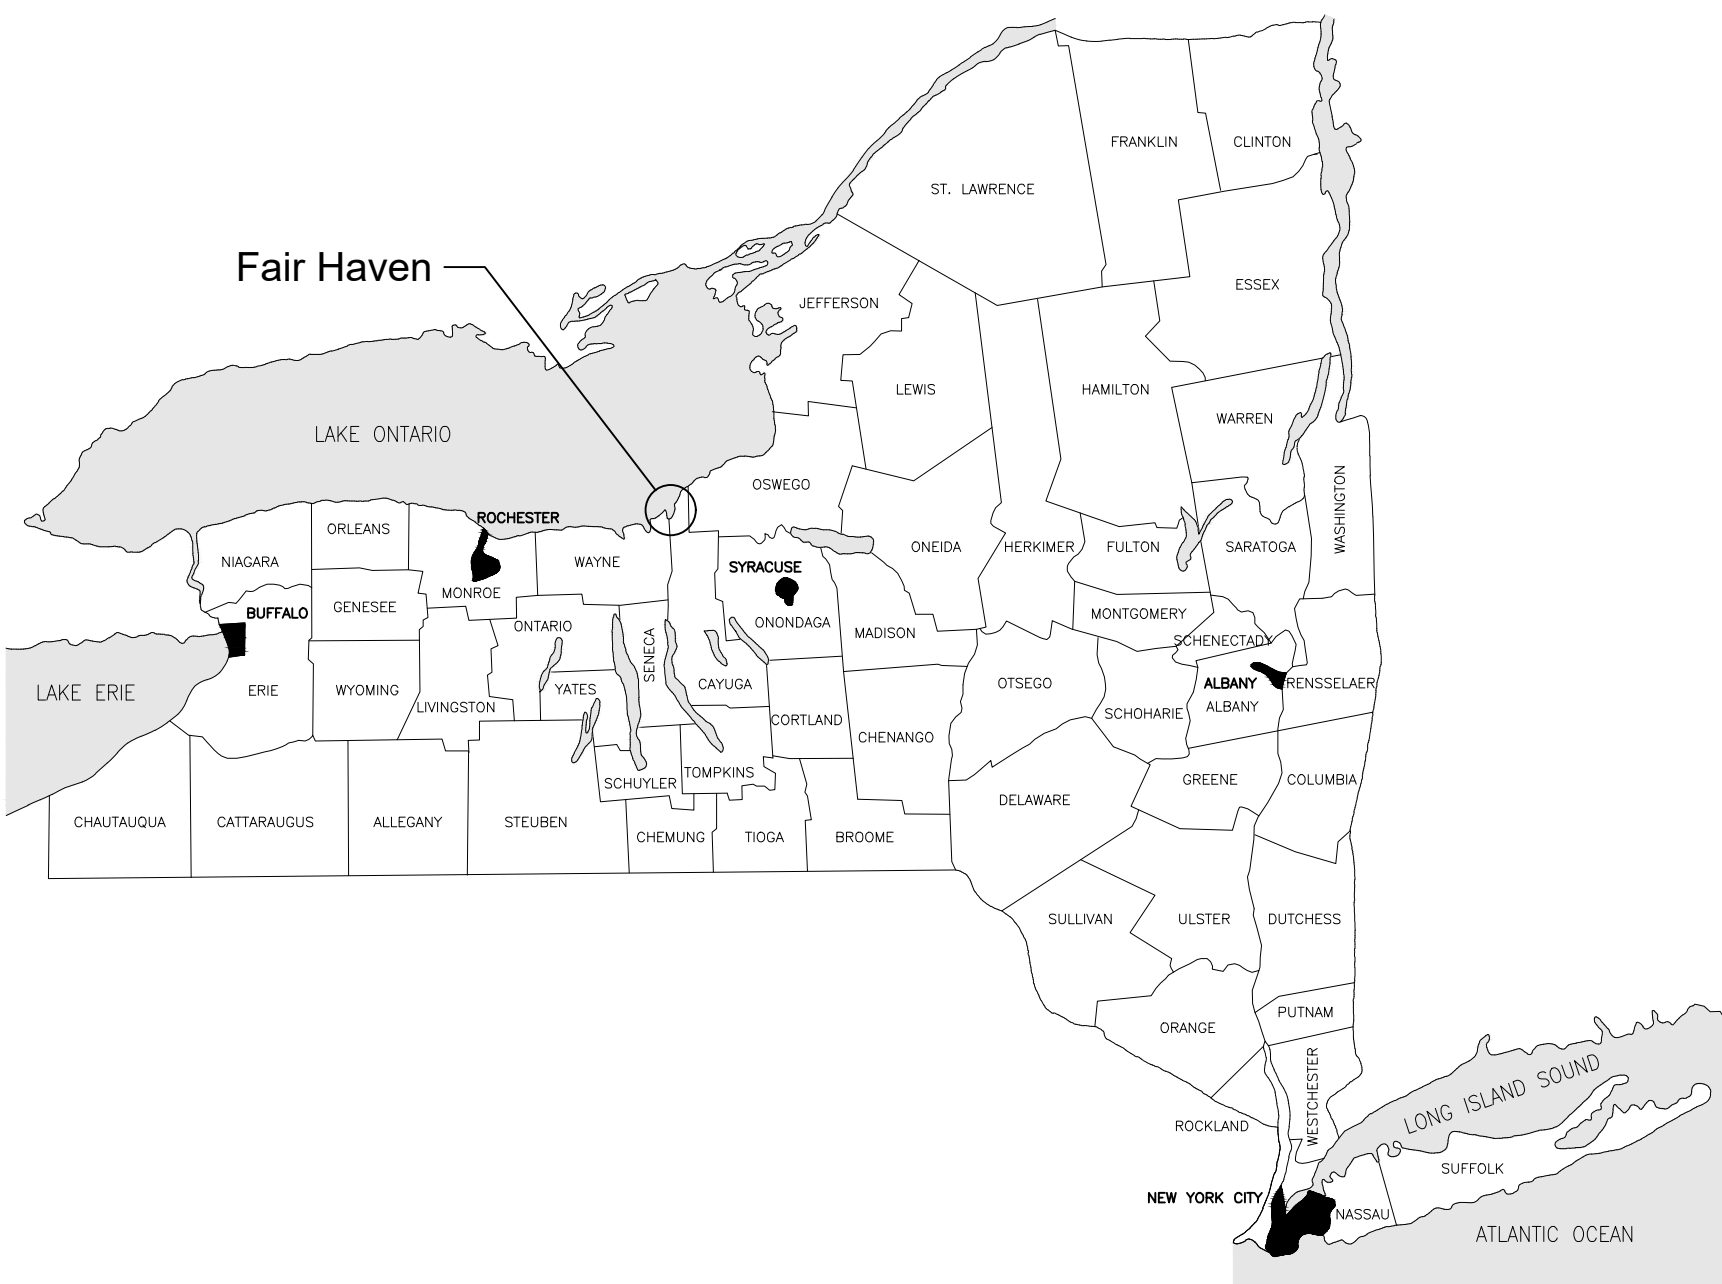 FRANKLIN
CLINTON
ST. LAWRENCE
Fair Haven
ESSEX
JEFFERSON
LEWIS
HAMILTON
WARREN
LAKE ONTARIO
OSWEGO
WASHINGTON
ROCHESTER
ORLEANS
NIAGARA
WAYNE
SYRACUSE
ONEIDA
HERKIMER
FULTON
SARATOGA
MONROE
GENESEE
BUFFALO
ONTARIO
ONONDAGA
MADISON
MONTGOMERY
SCHENECTADY
SENECA
LAKE ERIE
ERIE
WYOMING
LIVINGSTON
YATES
CAYUGA
CORTLAND
OTSEGO
SCHOHARIE
ALBANY
ALBANY
RENSSELAER
CHENANGO
SCHUYLER
TOMPKINS
GREENE
COLUMBIA
DELAWARE
CHAUTAUQUA
CATTARAUGUS
ALLEGANY
STEUBEN
CHEMUNG
TIOGA
BROOME
SULLIVAN
ULSTER
DUTCHESS
PUTNAM
ORANGE
WESTCHESTER
LONG ISLAND SOUND
ROCKLAND
SUFFOLK
NEW YORK CITY
NASSAU
ATLANTIC OCEAN